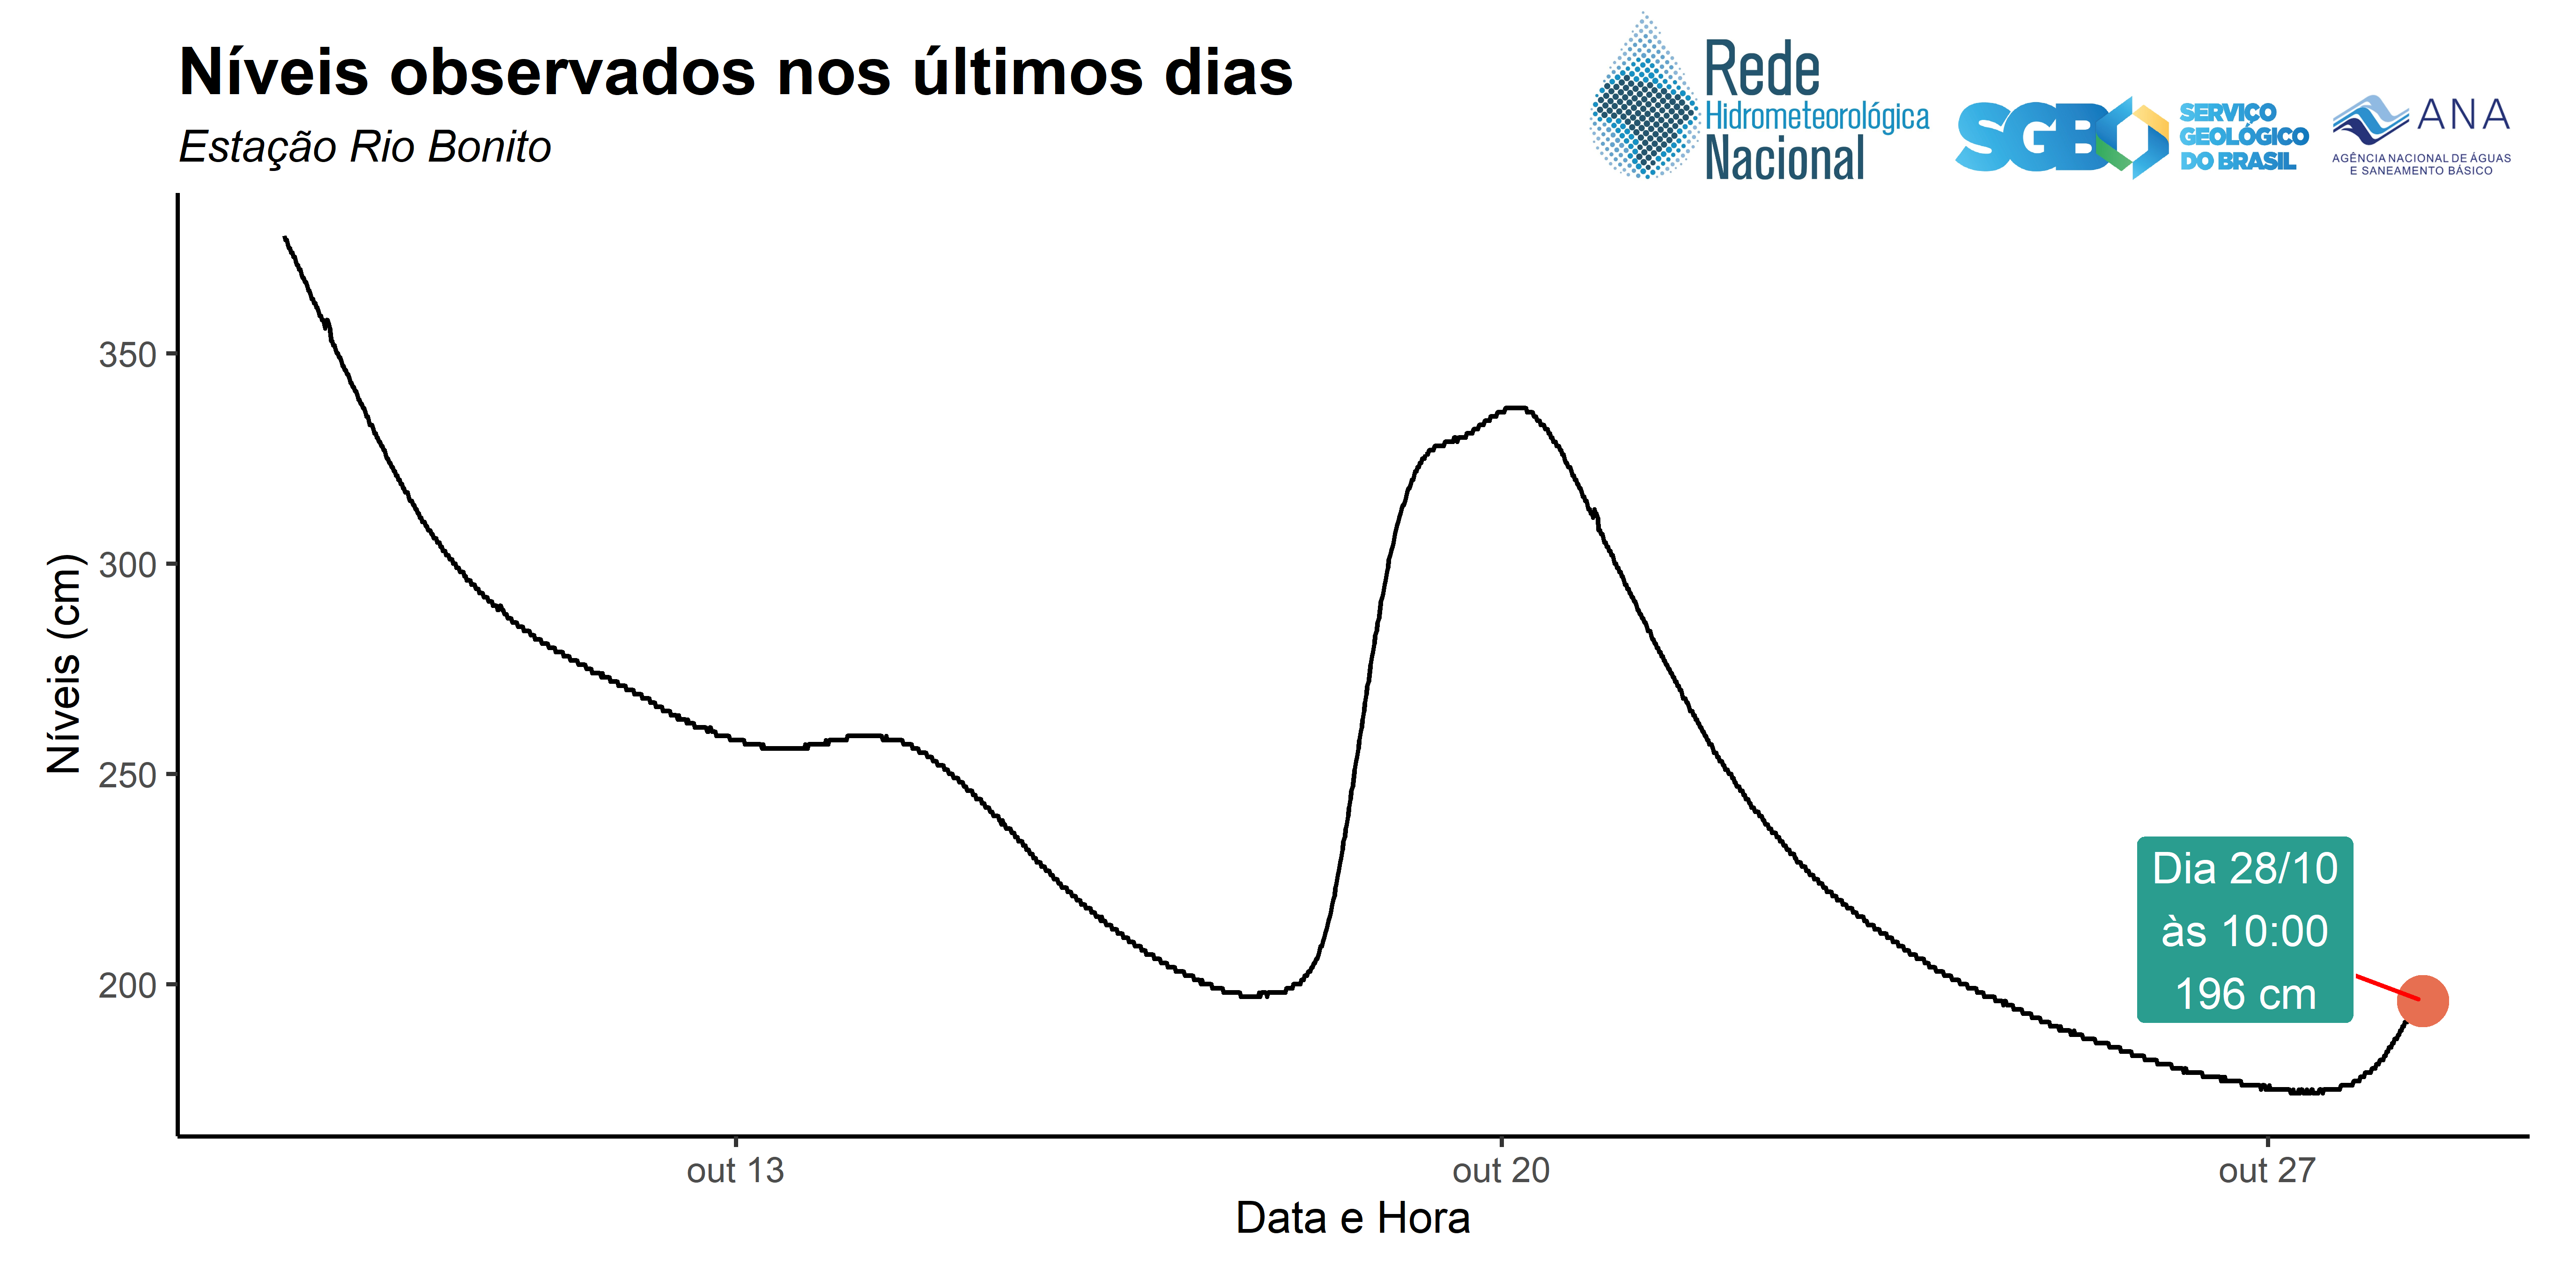 Níveis observados nos últimos dias
Estação Rio Bonito
Rede
Hidrometeorológica
Nacional
SGB
SERVIÇO
GEOLÓGICO
DO BRASIL
ANA
AGÊNCIA NACIONAL DE ÁGUAS
E SANEAMENTO BÁSICO
Níveis (cm)
350
300
250
200
Dia 28/10
às 10:00
196 cm
out 13
out 20
out 27
Data e Hora